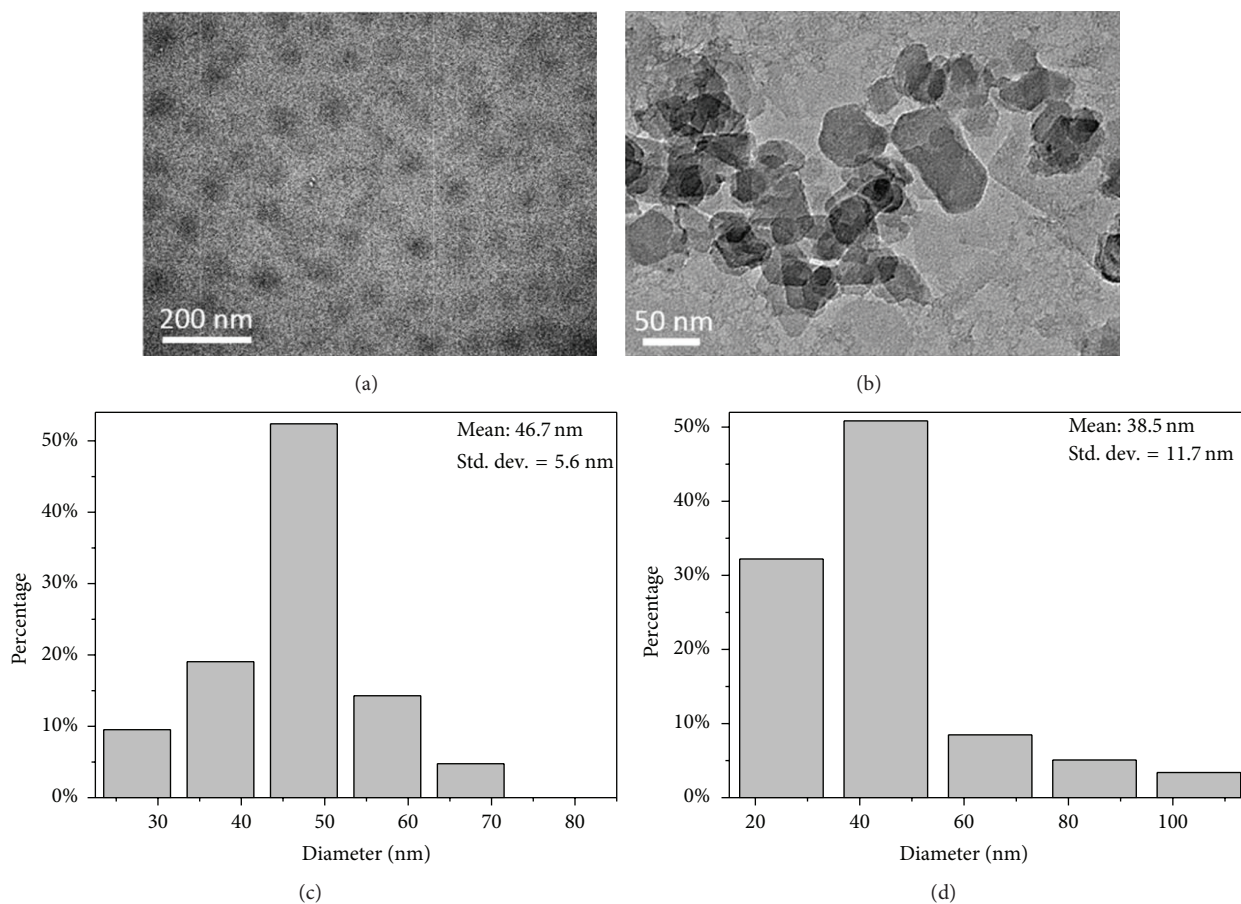 200 nm
50 nm
(a)
(b)
50%
40%
30%
20%
10%
0%
Percentage
Mean: 46.7 nm
Std. dev. = 5.6 nm
30 40 50 60 70 80
Diameter (nm)
(c)
50%
40%
30%
20%
10%
0%
Percentage
Mean: 38.5 nm
Std. dev. = 11.7 nm
20 40 60 80 100
Diameter (nm)
(d)